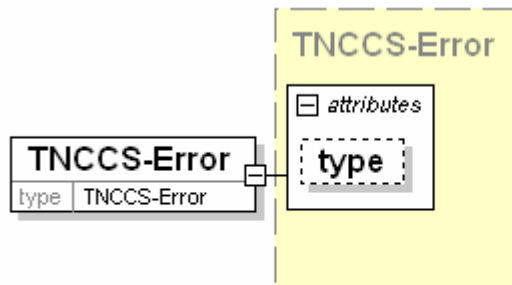 TNCCS-Error
attributes
type
TNCCS-Error
type TNCCS-Error